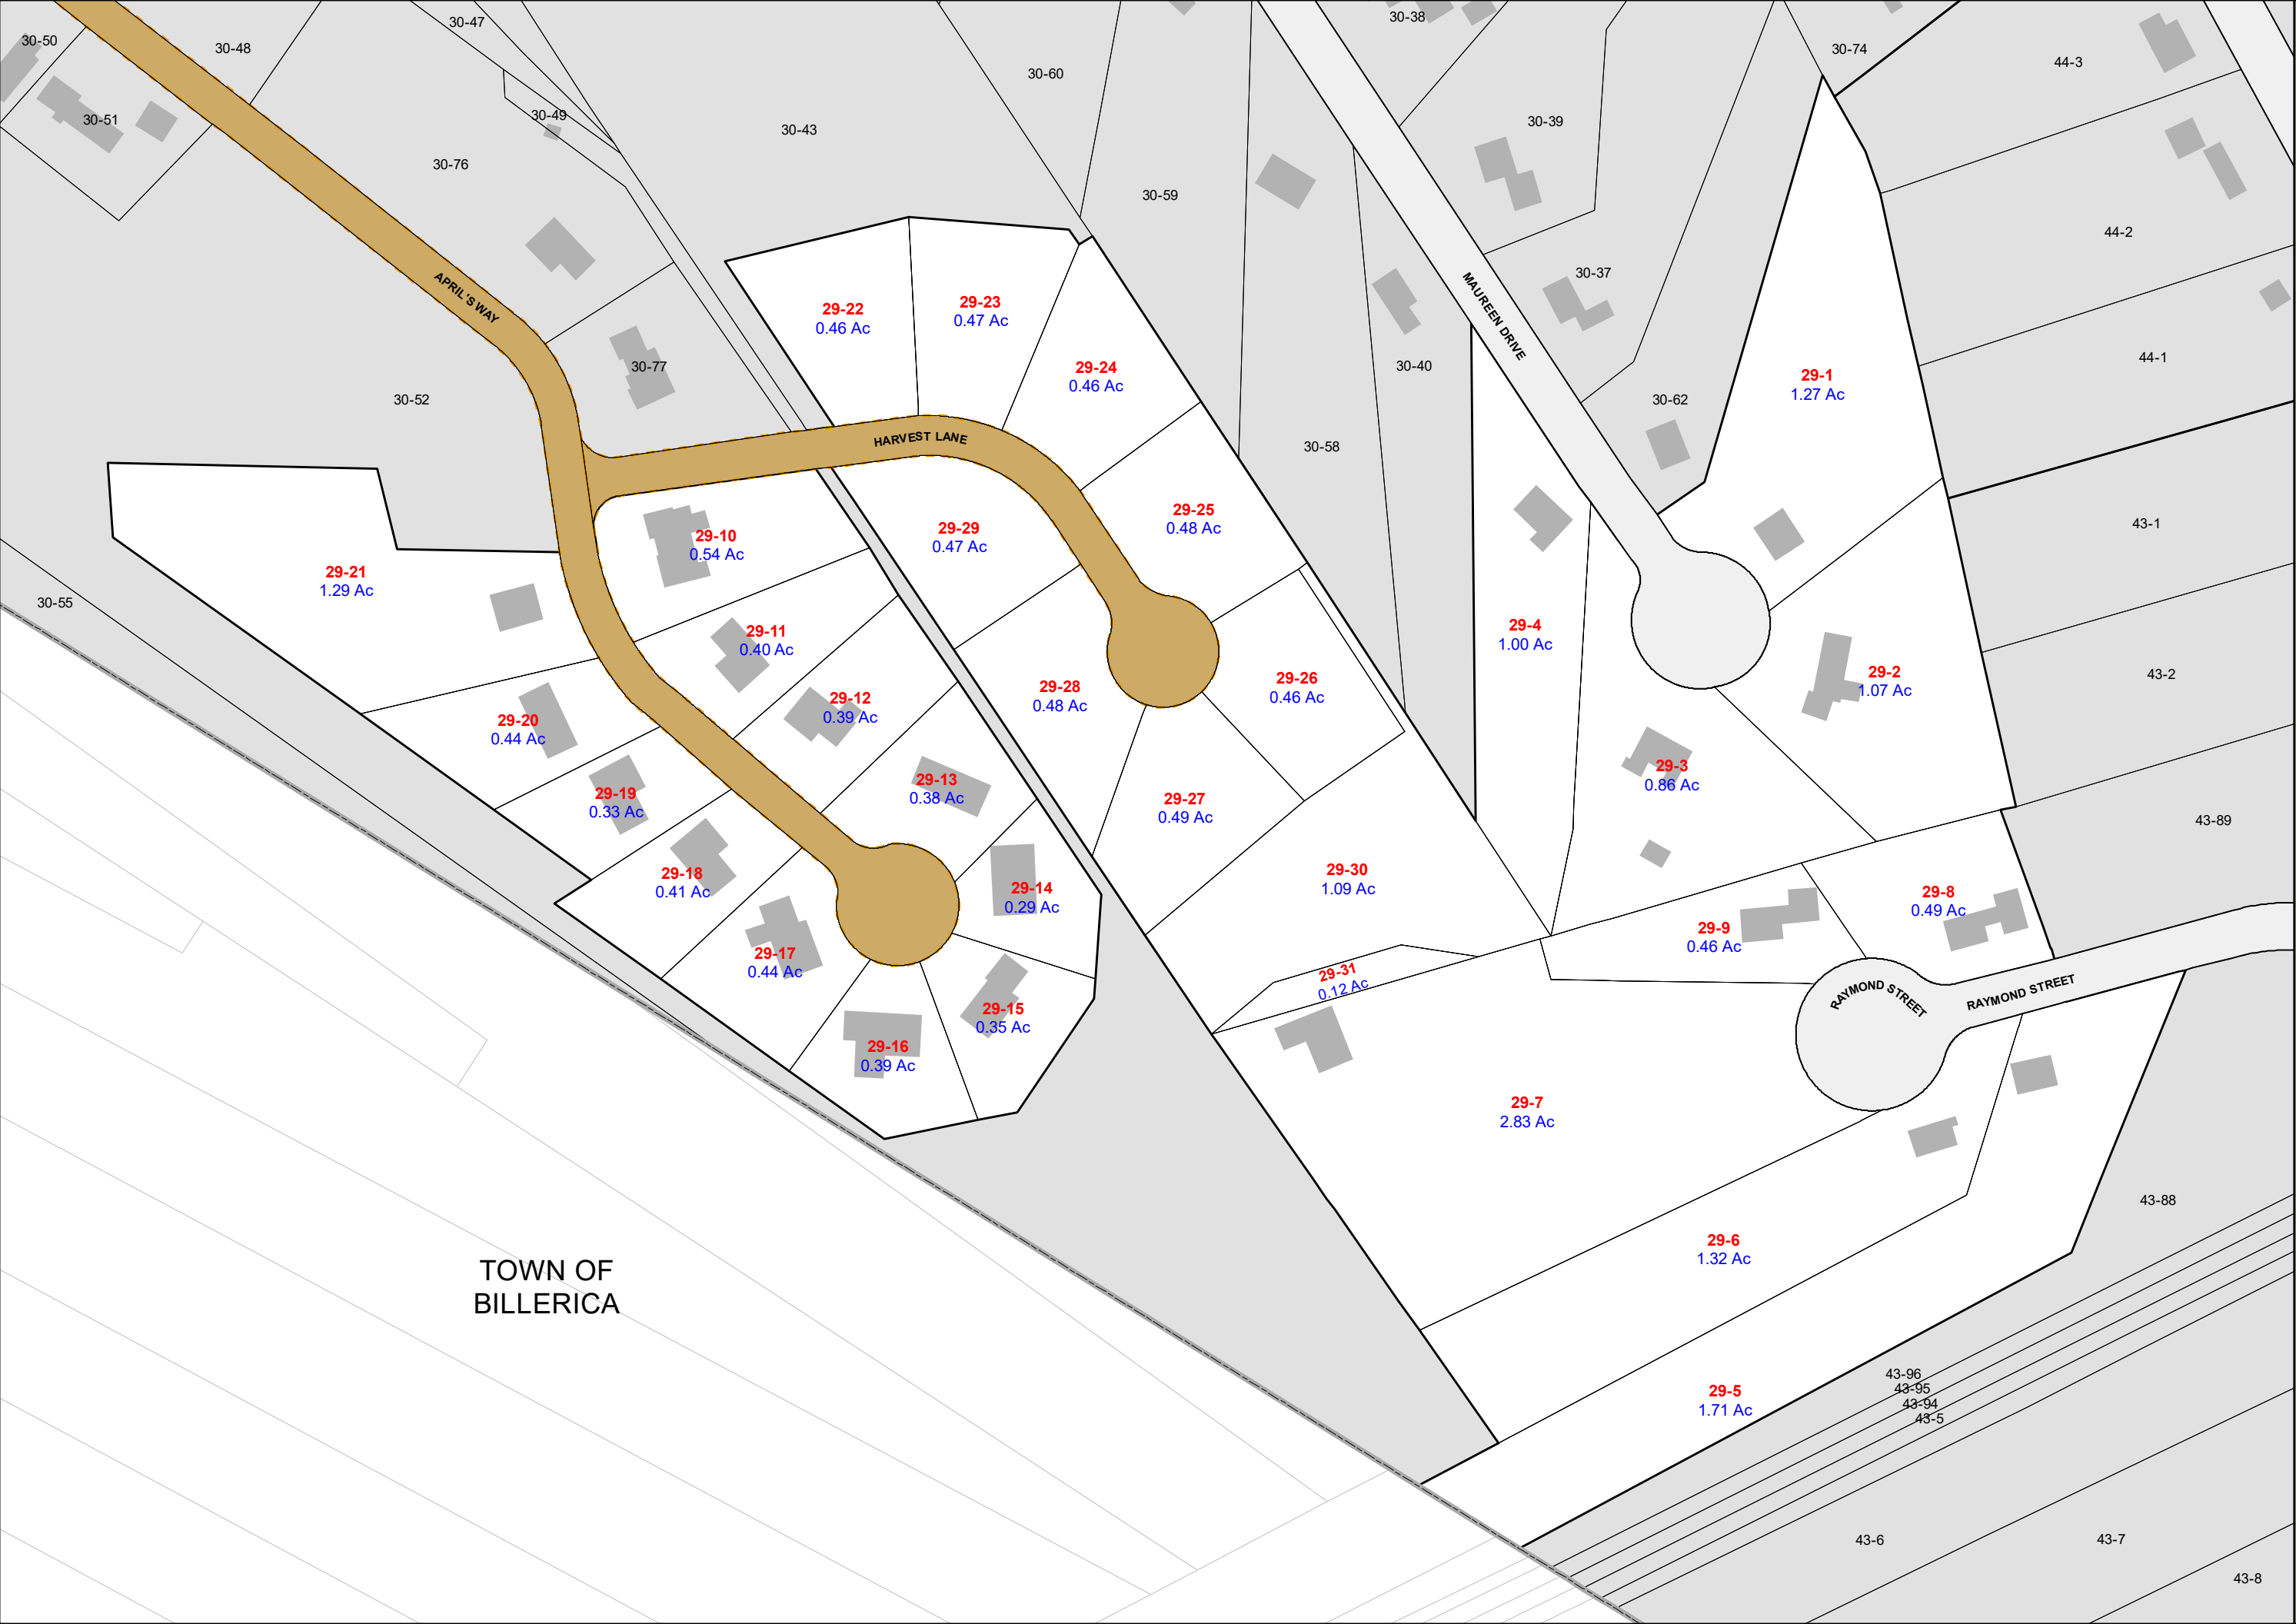 30-50
30-48
30-47
30-38
30-74
44-3
30-51
30-49
30-43
30-60
30-39
30-76
30-59
44-2
APRIL'S WAY
MAUREEN DRIVE
30-37
29-22
0.46 Ac
29-23
0.47 Ac
30-77
29-24
0.46 Ac
30-40
44-1
30-52
29-1
1.27 Ac
30-62
HARVEST LANE
30-58
29-10
0.54 Ac
29-29
0.47 Ac
29-25
0.48 Ac
43-1
29-21
1.29 Ac
30-55
29-11
0.40 Ac
29-4
1.00 Ac
29-12
0.39 Ac
29-28
0.48 Ac
29-26
0.46 Ac
29-2
1.07 Ac
43-2
29-20
0.44 Ac
29-19
0.33 Ac
29-13
0.38 Ac
29-27
0.49 Ac
29-3
0.86 Ac
43-89
29-18
0.41 Ac
29-14
0.29 Ac
29-30
1.09 Ac
29-8
0.49 Ac
29-9
0.46 Ac
29-17
0.44 Ac
29-31
0.12 Ac
RAYMOND STREET
RAYMOND STREET
29-15
0.35 Ac
29-16
0.39 Ac
29-7
2.83 Ac
43-88
29-6
1.32 Ac
TOWN OF
BILLERICA
29-5
1.71 Ac
43-96
43-95
43-94
43-5
43-6
43-7
43-8